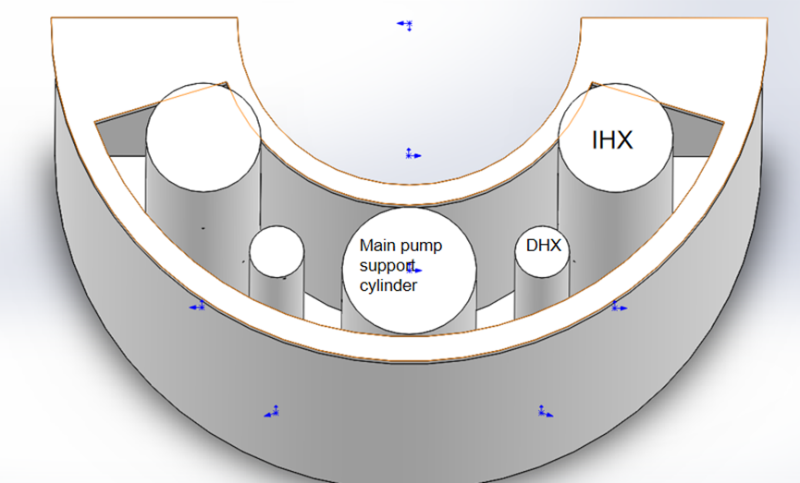 IHX
Main pump
support
cylinder
DHX